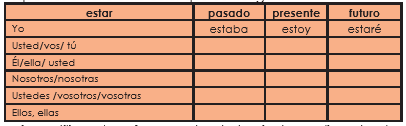 estar pasado presente futuro
Yo estaba estoy estaré
Usted/vos/ tú
Él/ella/ usted
Nosotros/nosotras
Ustedes /vosotros/vosotras
Ellos, ellas